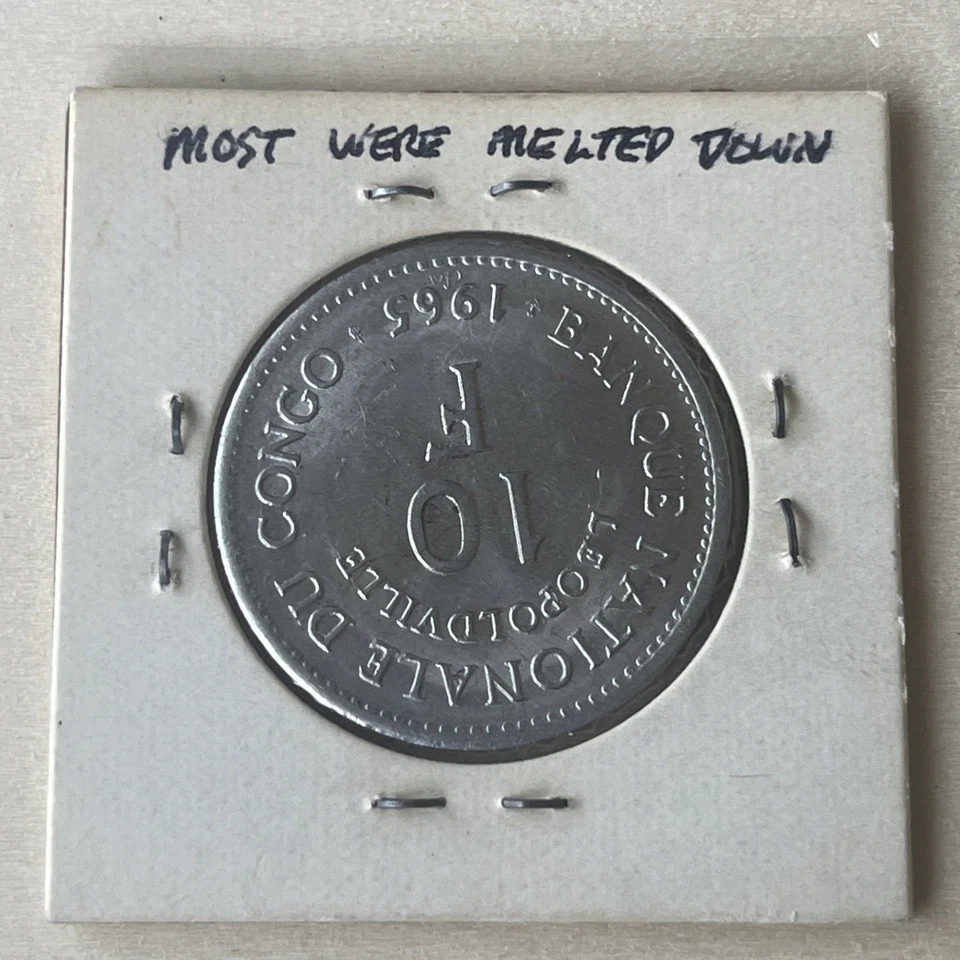 MOST WERE MELTED DOWN
BANQUE NATIONALE DU CONGO
LEOPOLDVILLE
10
F
1965